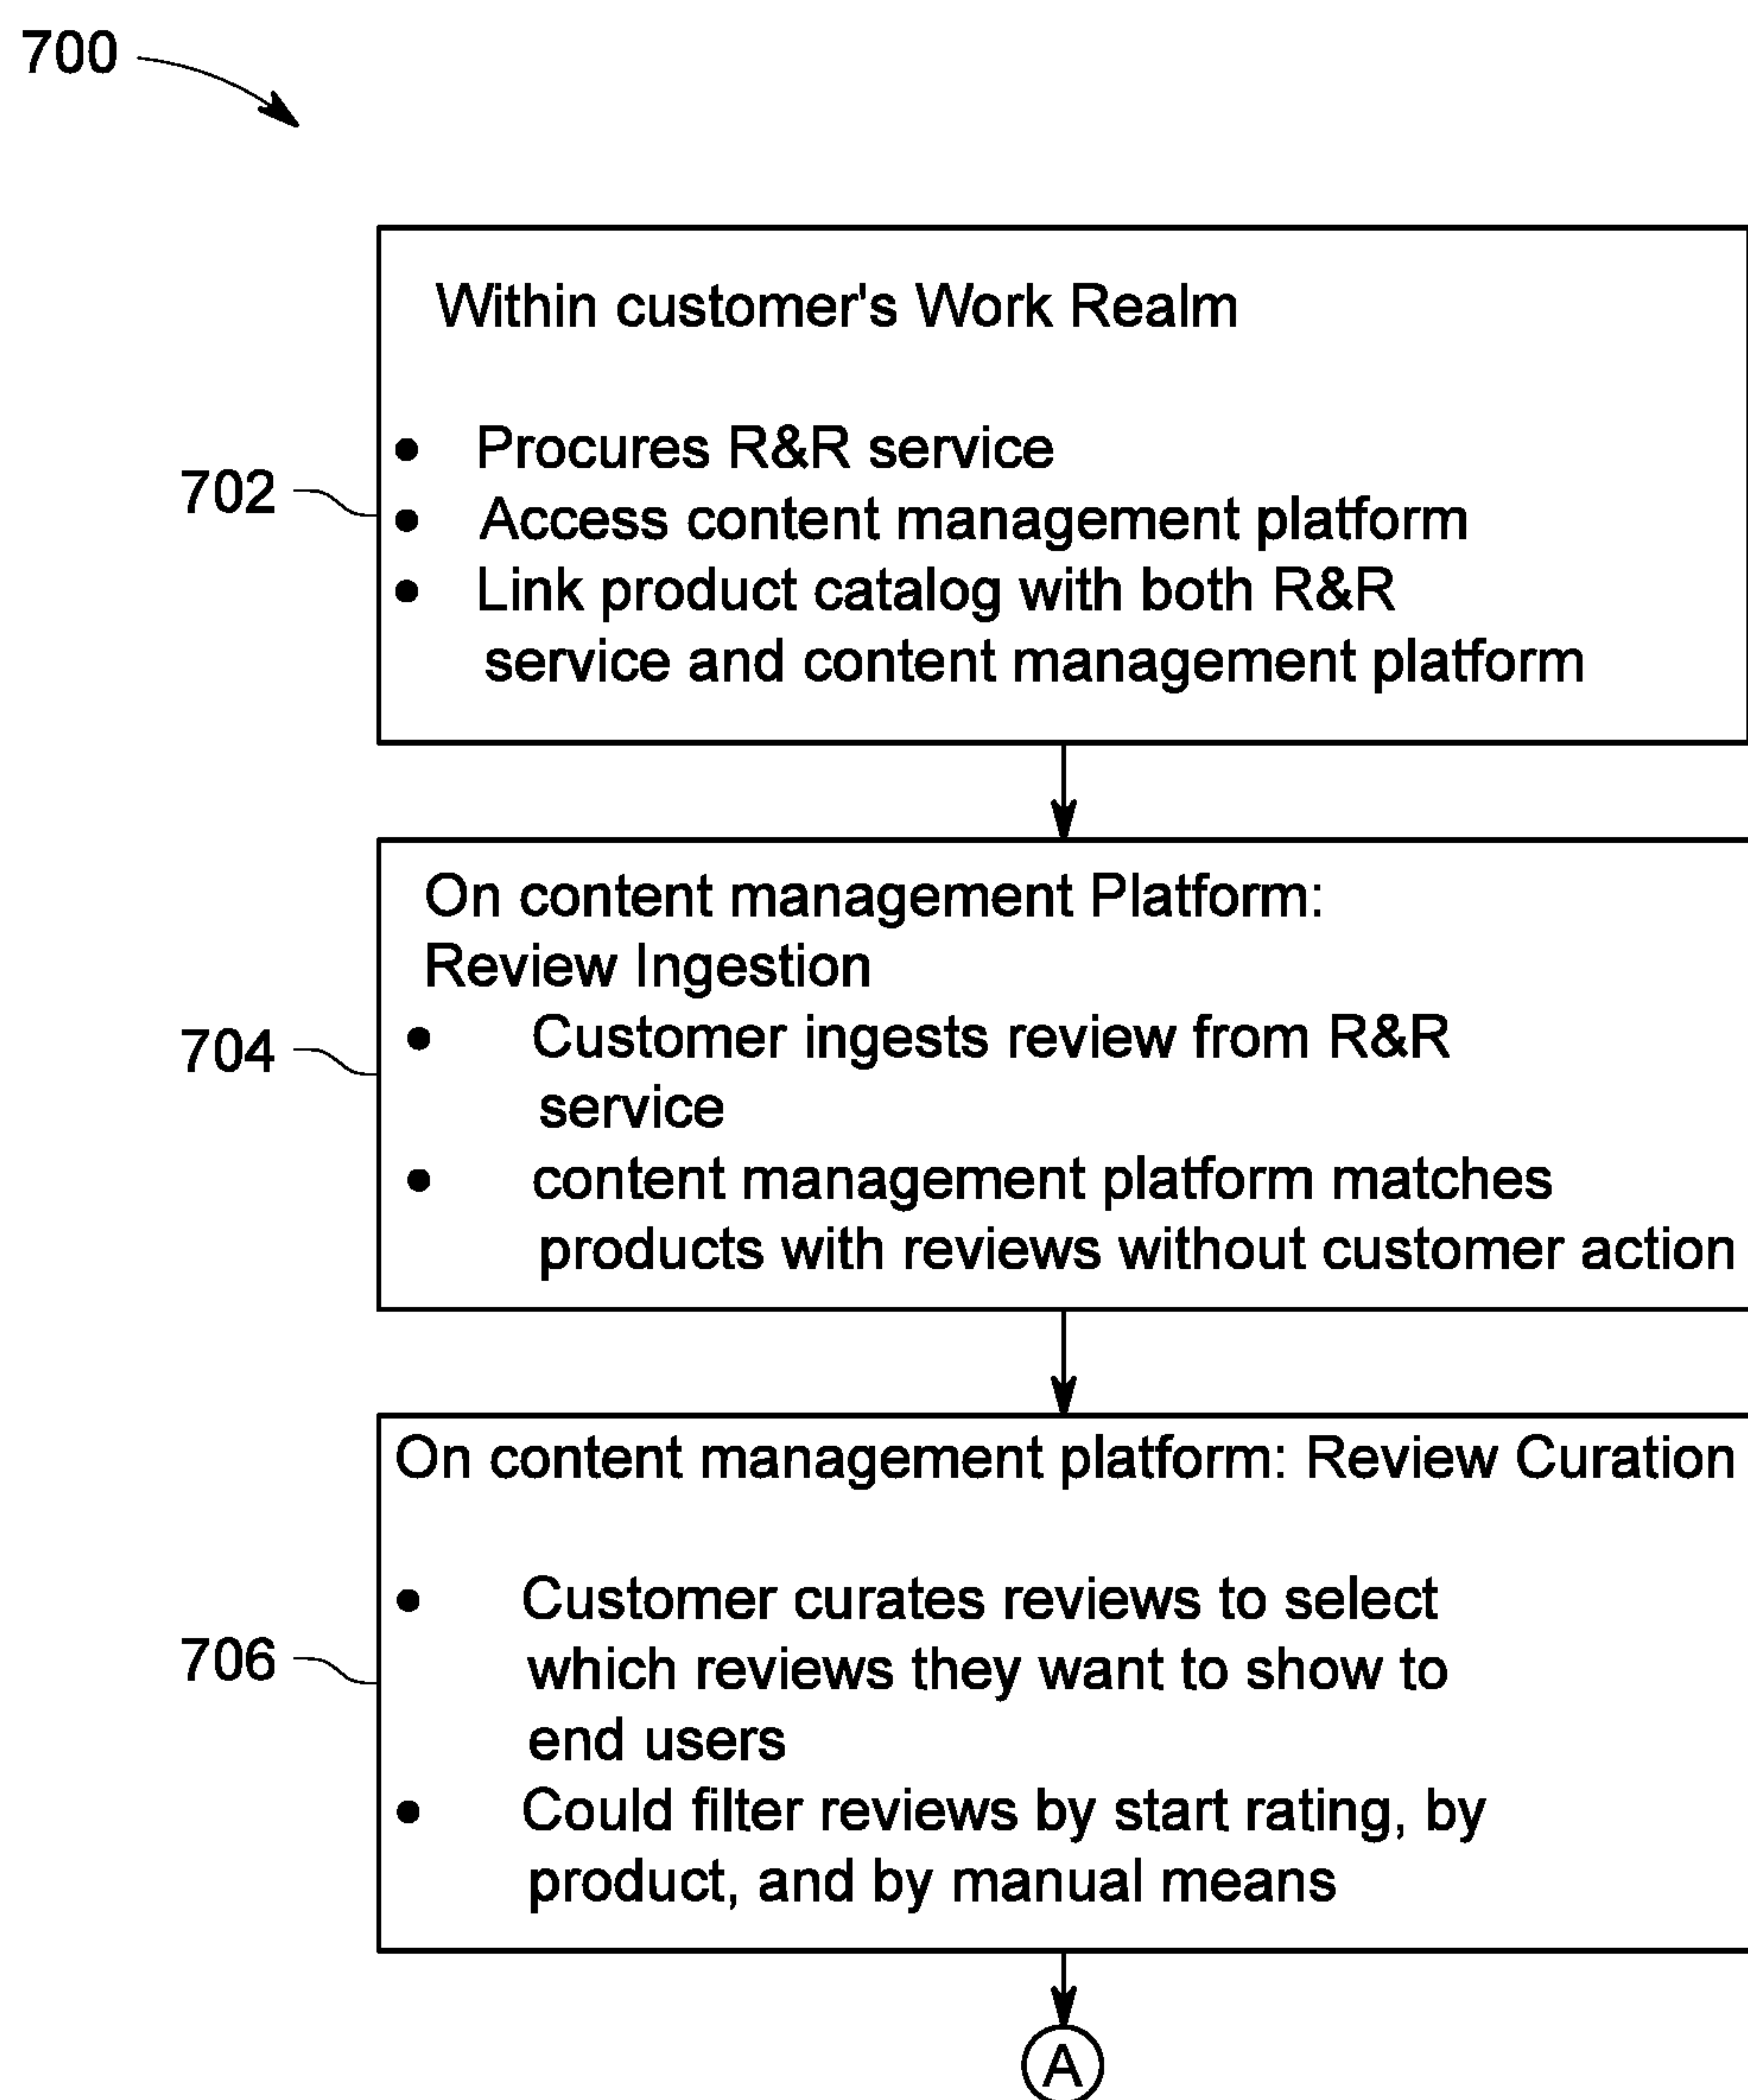 700
Within customer's Work Realm
• Procures R&R service
• Access content management platform
702
• Link product catalog with both R&R
service and content management platform
On content management Platform:
Review Ingestion
704
• Customer ingests review from R&R
service
• content management platform matches
products with reviews without customer action
On content management platform: Review Curation
• Customer curates reviews to select
706
which reviews they want to show to
end users
• Could filter reviews by start rating, by
product, and by manual means
A